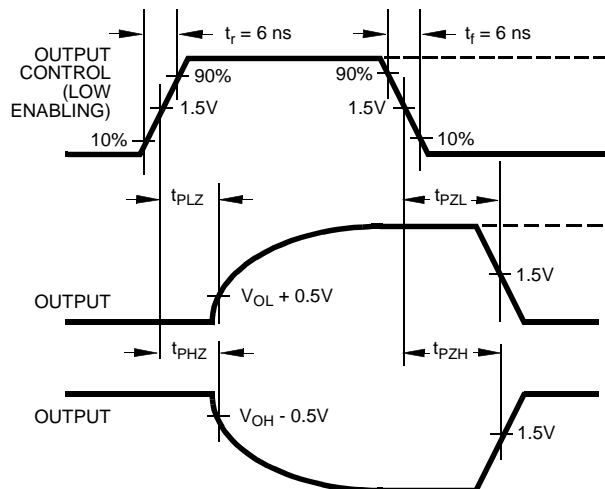 t_r = 6 ns
t_f = 6 ns
OUTPUT
CONTROL
(LOW
ENABLING)
90%
90%
1.5V
1.5V
10%
10%
t_PLZ
t_PZL
1.5V
V_OL + 0.5V
OUTPUT
t_PHZ
t_PZH
OUTPUT
V_OH - 0.5V
1.5V